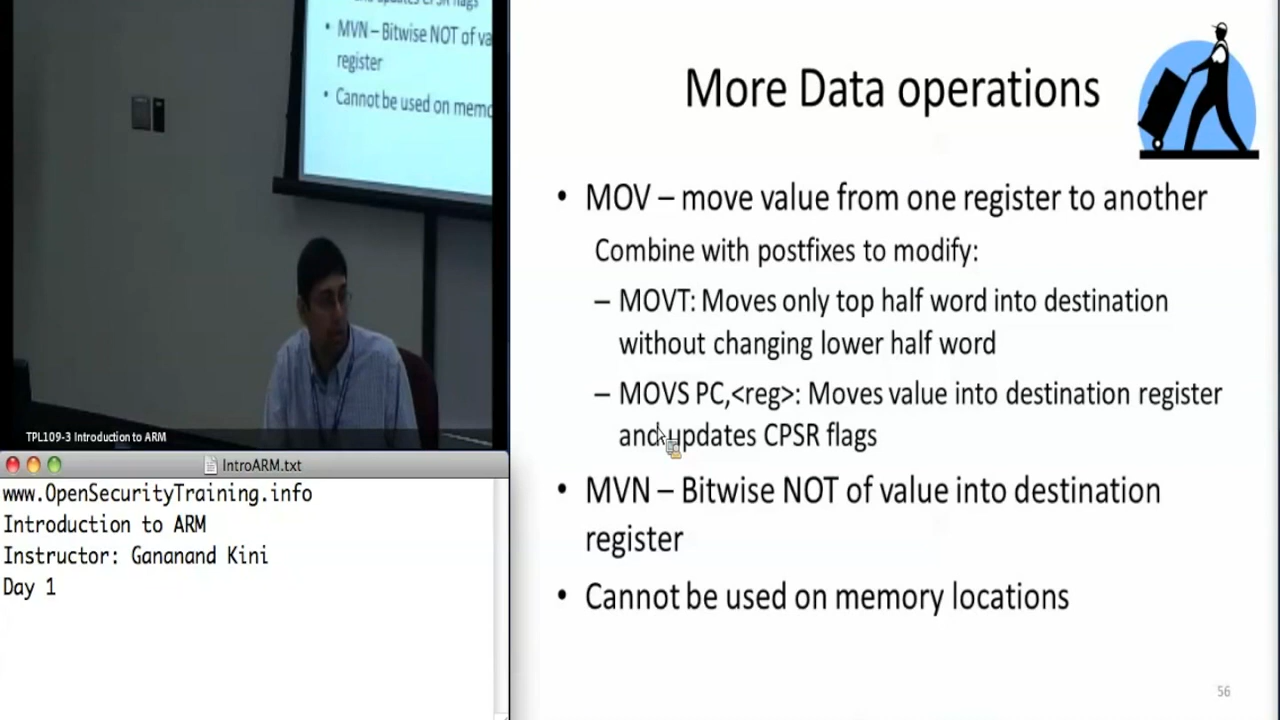 and updates CPSR flags
• MVN – Bitwise NOT of va
register
• Cannot be used on memo
TPL109-3 Introduction to ARM
IntroARM.txt
www.OpenSecurityTraining.info
Introduction to ARM
Instructor: Gananand Kini
Day 1
More Data operations
• MOV – move value from one register to another
Combine with postfixes to modify:
– MOVT: Moves only top half word into destination
without changing lower half word
– MOVS PC,<reg>: Moves value into destination register
and updates CPSR flags
• MVN – Bitwise NOT of value into destination
register
• Cannot be used on memory locations
56